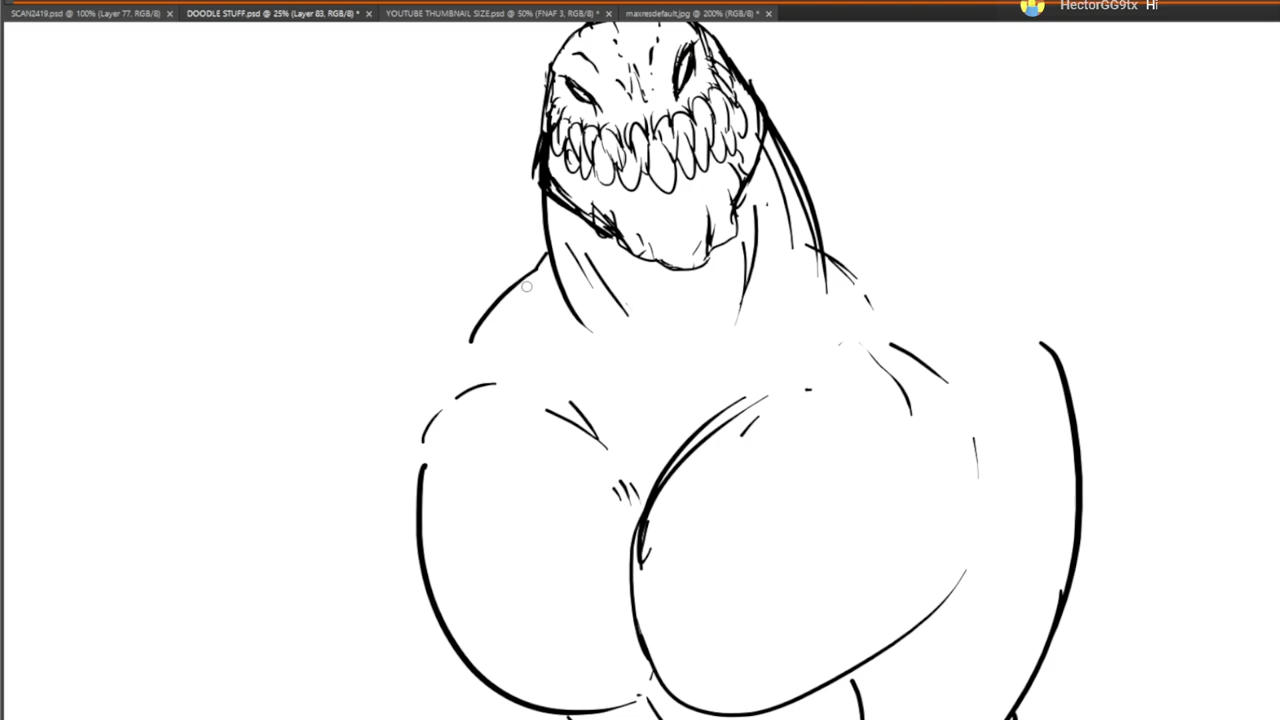 HectorGG9tx Hi
SCAN2419.psd @ 100% (Layer 77, RGB/8) × DOODLE STUFF.psd @ 25% (Layer 83, RGB/8) * × YOUTUBE THUMBNAIL SIZE.psd @ 50% (FNAF 3, RGB/8) * × maxresdefault.jpg @ 200% (RGB/8) * ×